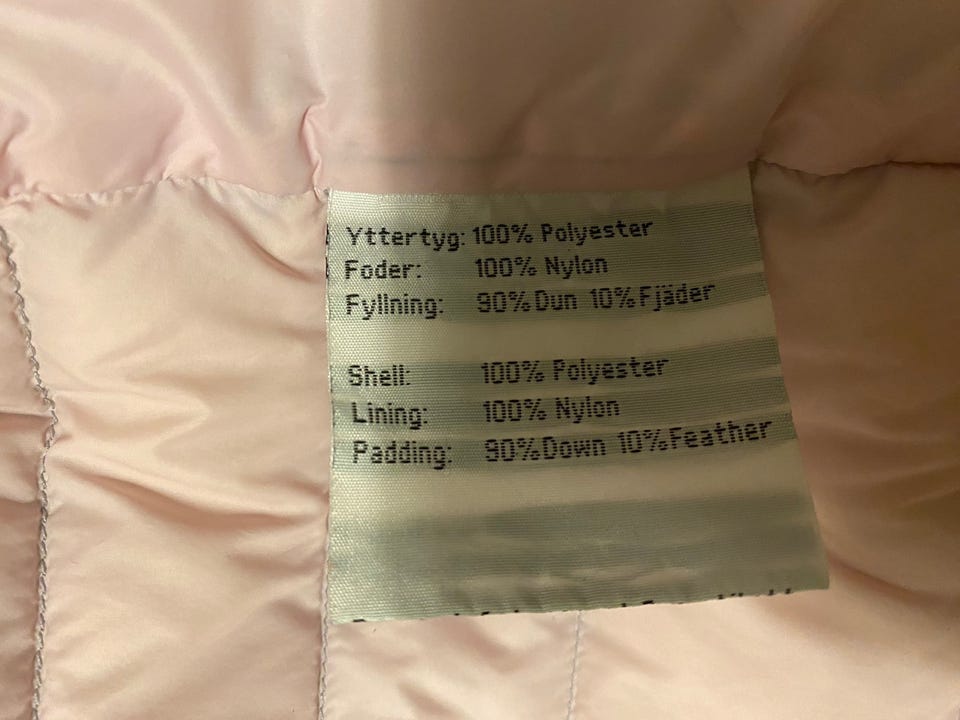 Yttertyg: 100% Polyester
Foder: 100% Nylon
Fyllning: 90%Dun 10%Fjäder
Shell: 100% Polyester
Lining: 100% Nylon
Padding: 90%Down 10%Feather